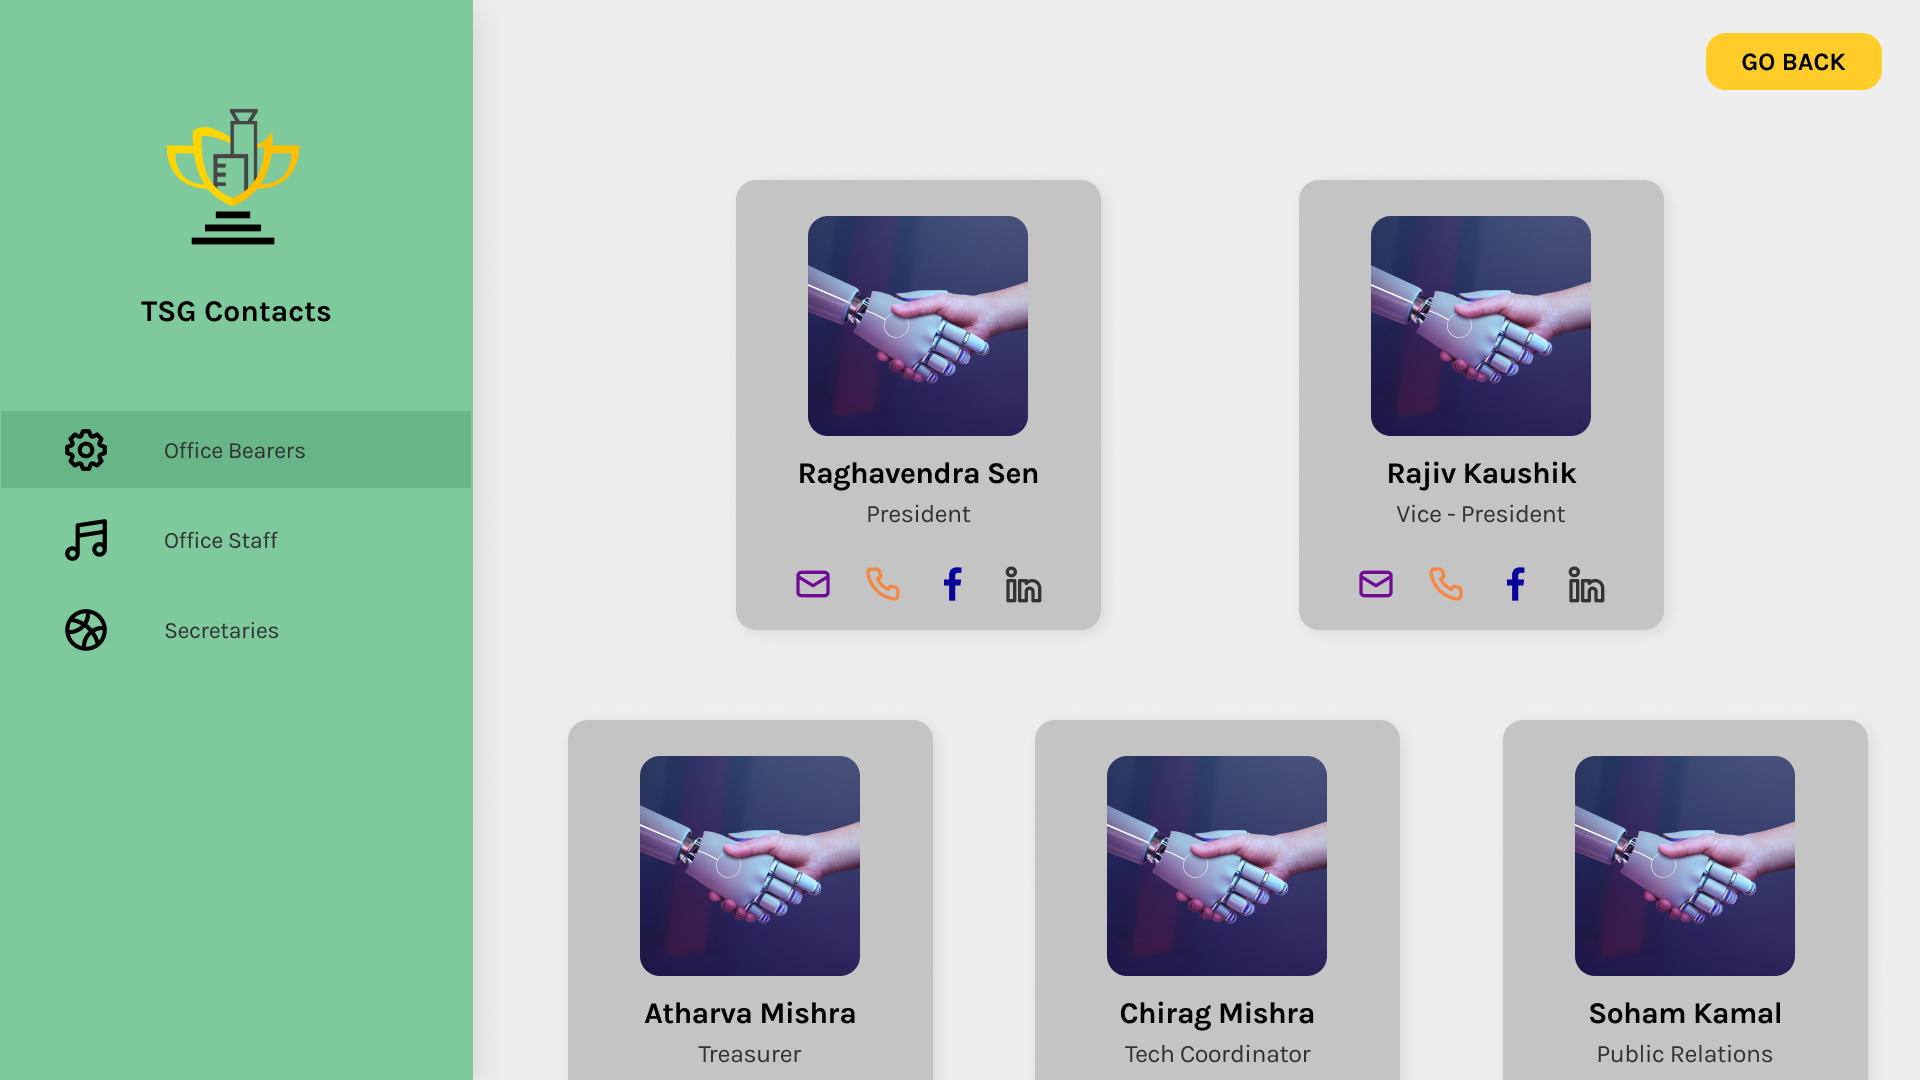 GO BACK
TSG Contacts
Office Bearers
Office Staff
Secretaries
Raghavendra Sen
President
Rajiv Kaushik
Vice - President
Atharva Mishra
Treasurer
Chirag Mishra
Tech Coordinator
Soham Kamal
Public Relations